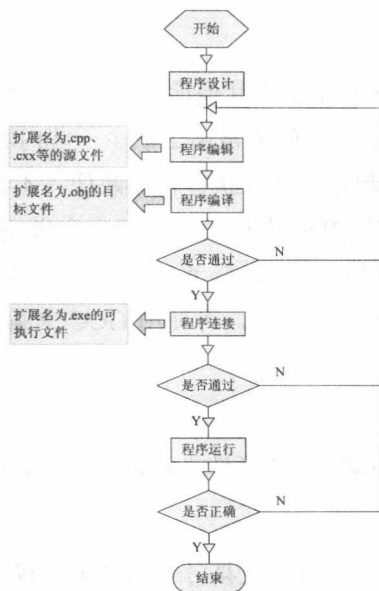 开始
程序设计
扩展名为.cpp、
.cxx等的源文件
程序编辑
扩展名为.obj的目
标文件
程序编译
是否通过
N
Y
扩展名为.exe的可
执行文件
程序连接
是否通过
N
Y
程序运行
是否正确
N
Y
结束